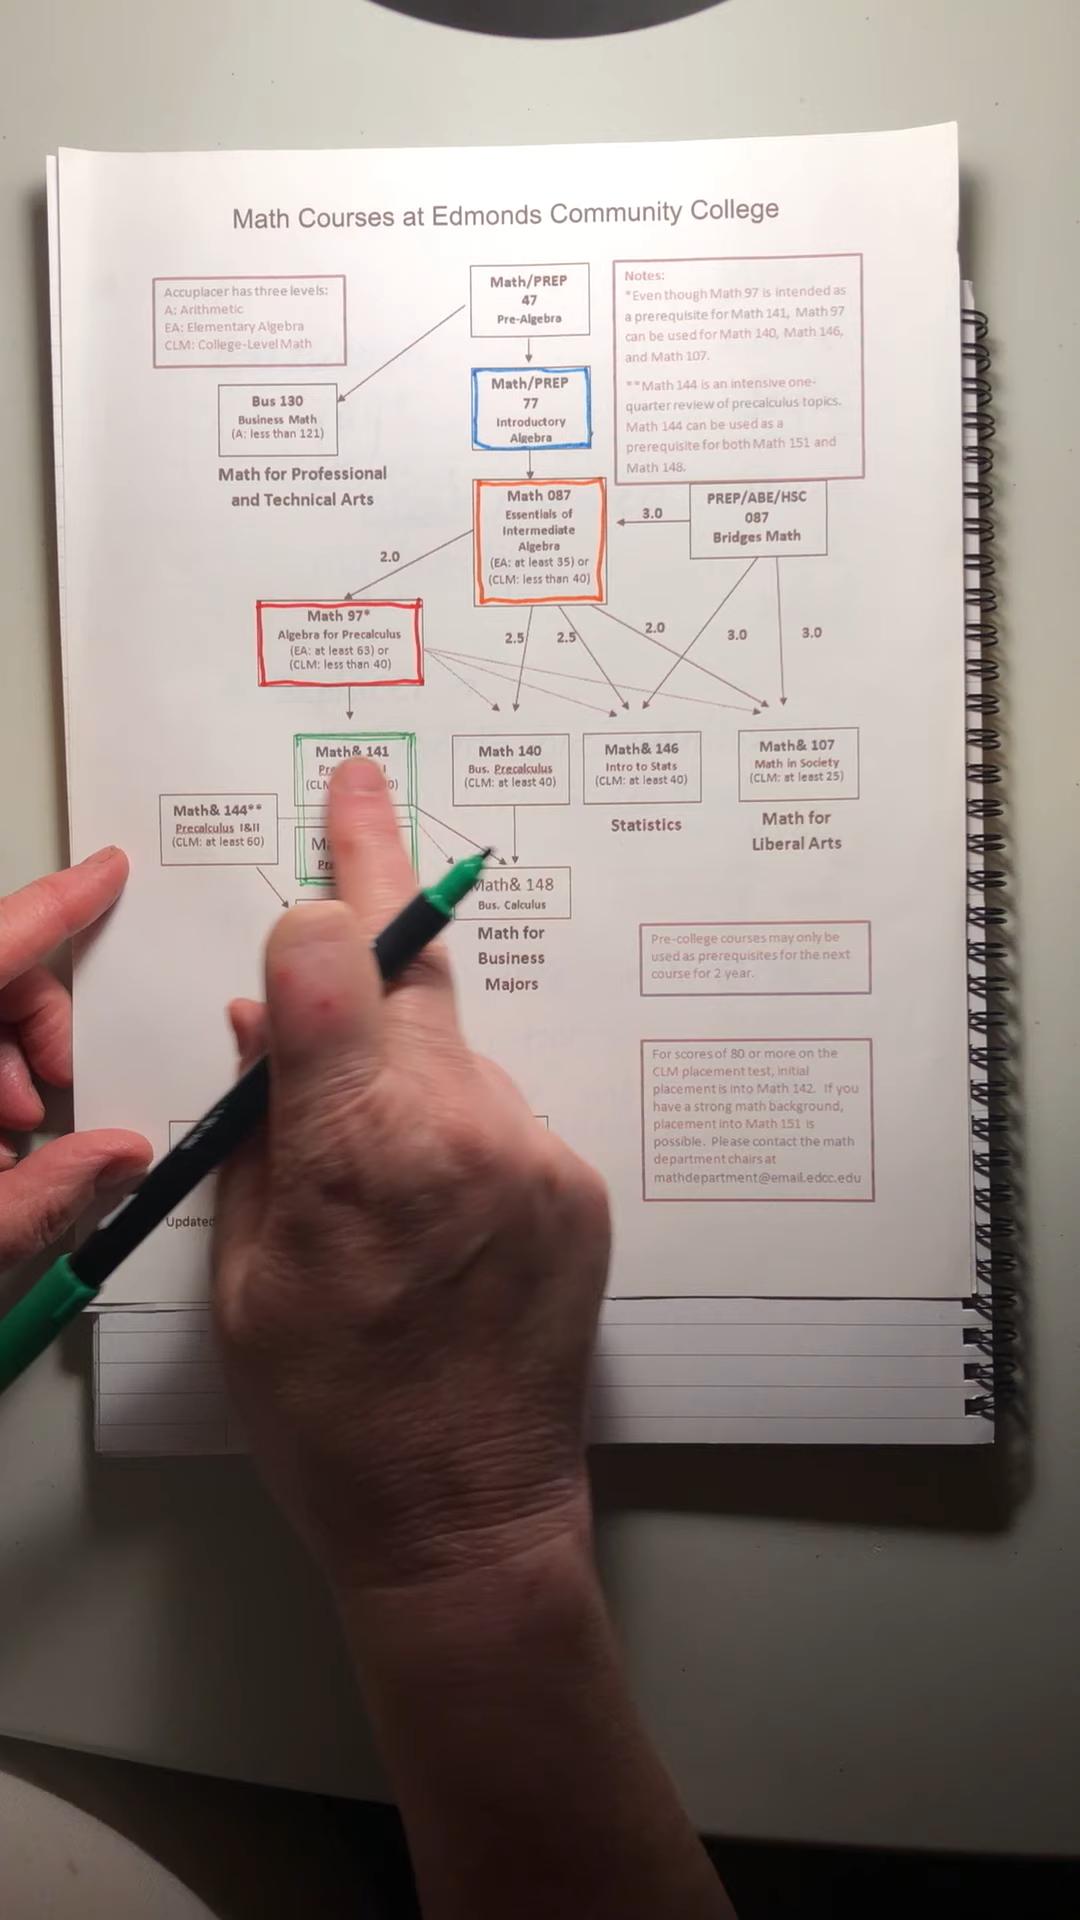 Math Courses at Edmonds Community College
Accuplacer has three levels:
A: Arithmetic
EA: Elementary Algebra
CLM: College-Level Math
Math/PREP
47
Pre-Algebra
Notes:
*Even though Math 97 is intended as
a prerequisite for Math 141, Math 97
can be used for Math 140, Math 146,
and Math 107.
**Math 144 is an intensive one-
quarter review of precalculus topics.
Math 144 can be used as a
prerequisite for both Math 151 and
Math 148.
Bus 130
Business Math
(A: less than 121)
Math for Professional
and Technical Arts
Math/PREP
77
Introductory
Algebra
Math 087
Essentials of
Intermediate
Algebra
(EA: at least 35) or
(CLM: less than 40)
3.0
PREP/ABE/HSC
087
Bridges Math
2.0
Math 97*
Algebra for Precalculus
(EA: at least 63) or
(CLM: less than 40)
2.5
2.5
2.0
3.0
3.0
Math& 141
Math 140
Bus. Precalculus
(CLM: at least 40)
Math& 146
Intro to Stats
(CLM: at least 40)
Math& 107
Math in Society
(CLM: at least 25)
Math& 144**
Precalculus I&II
(CLM: at least 60)
Statistics
Math for
Liberal Arts
Math& 148
Bus. Calculus
Math for
Business
Majors
Pre-college courses may only be
used as prerequisites for the next
course for 2 year.
For scores of 80 or more on the
CLM placement test, initial
placement is into Math 142. If you
have a strong math background,
placement into Math 151 is
possible. Please contact the math
department chairs at
mathdepartment@email.edcc.edu
Updated